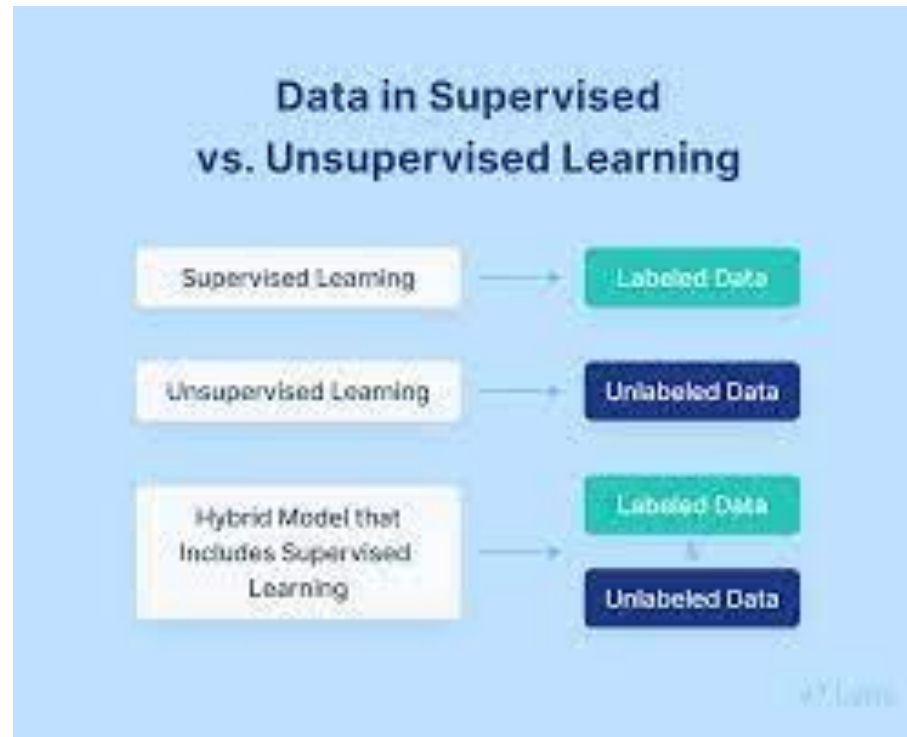 Data in Supervised
vs. Unsupervised Learning
Supervised Learning
Labeled Data
Unsupervised Learning
Unlabeled Data
Hybrid Model that
Includes Supervised
Learning
Labeled Data
&
Unlabeled Data